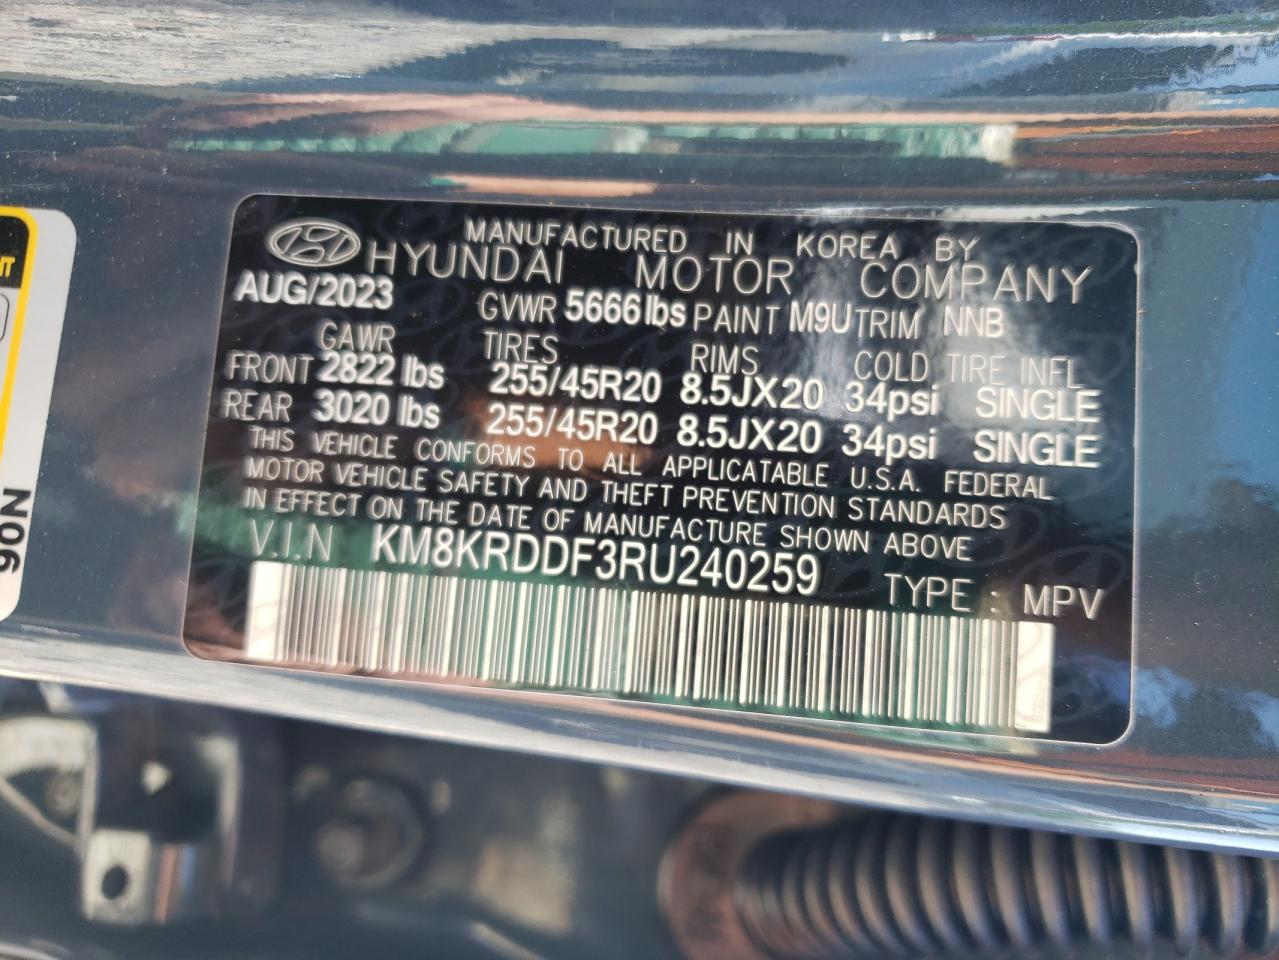 MANUFACTURED IN KOREA BY
HYUNDAI MOTOR COMPANY
AUG/2023 GVWR 5666lbs PAINT M9U TRIM NNB
GAWR TIRES RIMS COLD TIRE INFL
FRONT 2822 lbs 255/45R20 8.5JX20 34psi SINGLE
REAR 3020 lbs 255/45R20 8.5JX20 34psi SINGLE
THIS VEHICLE CONFORMS TO ALL APPLICATABLE U.S.A. FEDERAL
MOTOR VEHICLE SAFETY AND THEFT PREVENTION STANDARDS
IN EFFECT ON THE DATE OF MANUFACTURE SHOWN ABOVE
V.I.N KM8KRDDF3RU240259 TYPE : MPV
90N